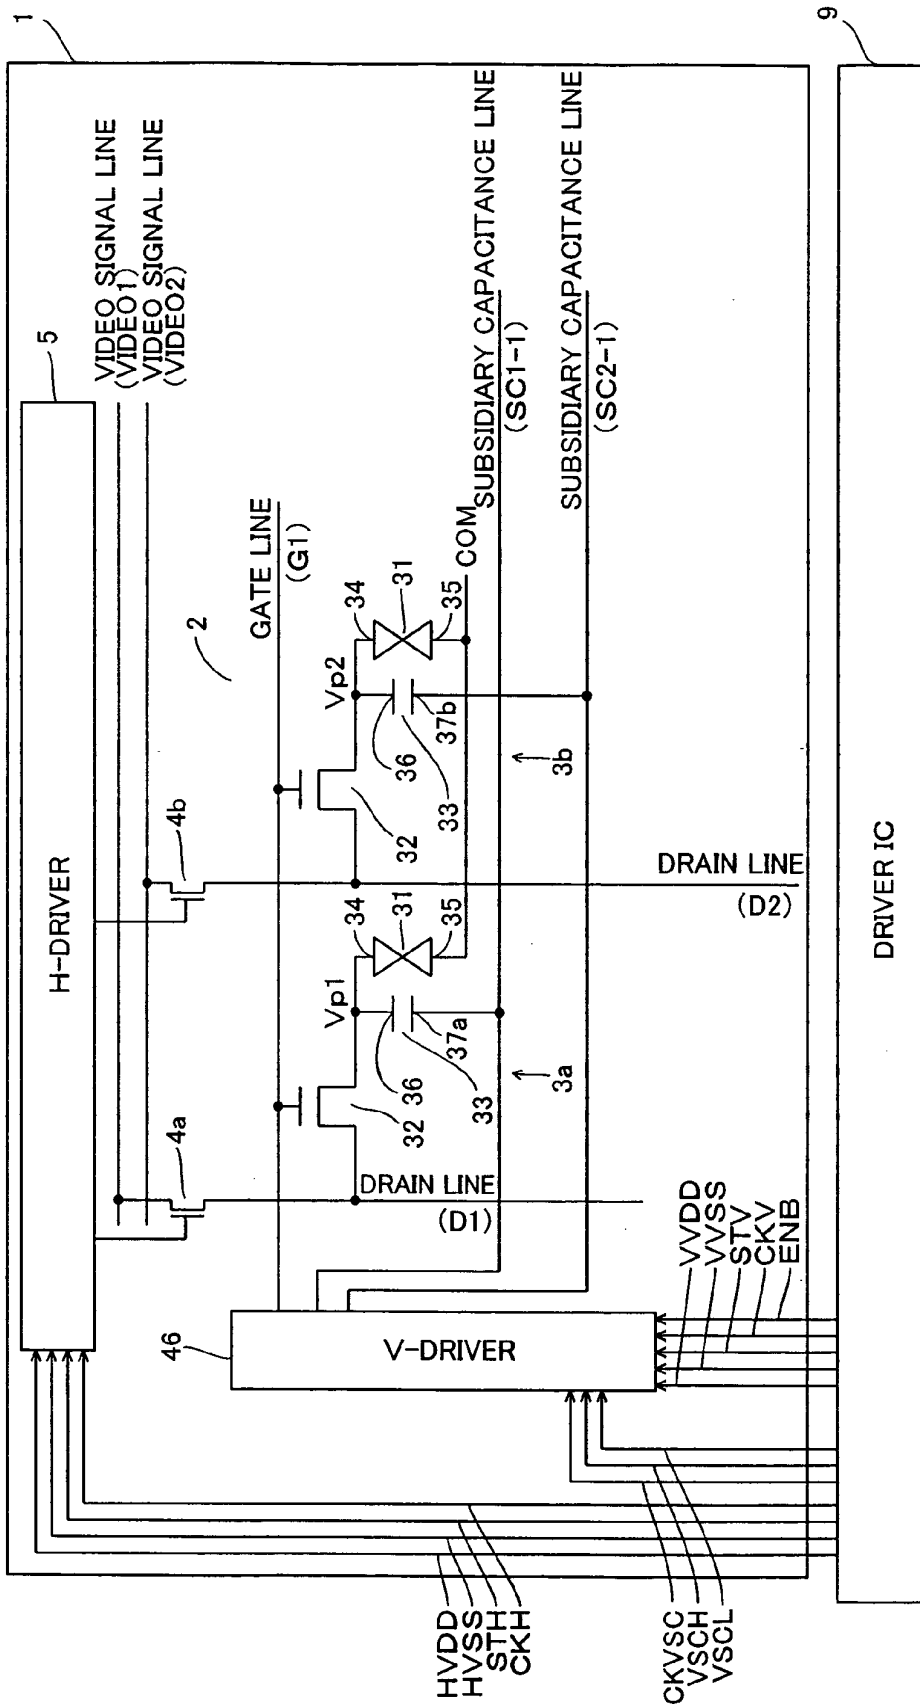 1
9
5
H-DRIVER
VIDEO SIGNAL LINE
(VIDEO1)
VIDEO SIGNAL LINE
(VIDEO2)
4a
4b
2
GATE LINE
(G1)
46
V-DRIVER
32
Vp1
36
33
37a
34
31
35
3a
DRAIN LINE
(D1)
32
Vp2
36
33
37b
34
31
35
3b
DRAIN LINE
(D2)
COM
SUBSIDIARY CAPACITANCE LINE
(SC1-1)
SUBSIDIARY CAPACITANCE LINE
(SC2-1)
VVDD
VVSS
STV
CKV
ENB
HVDD
HVSS
STH
CKH
CKVSC
VSCH
VSCL
DRIVER IC